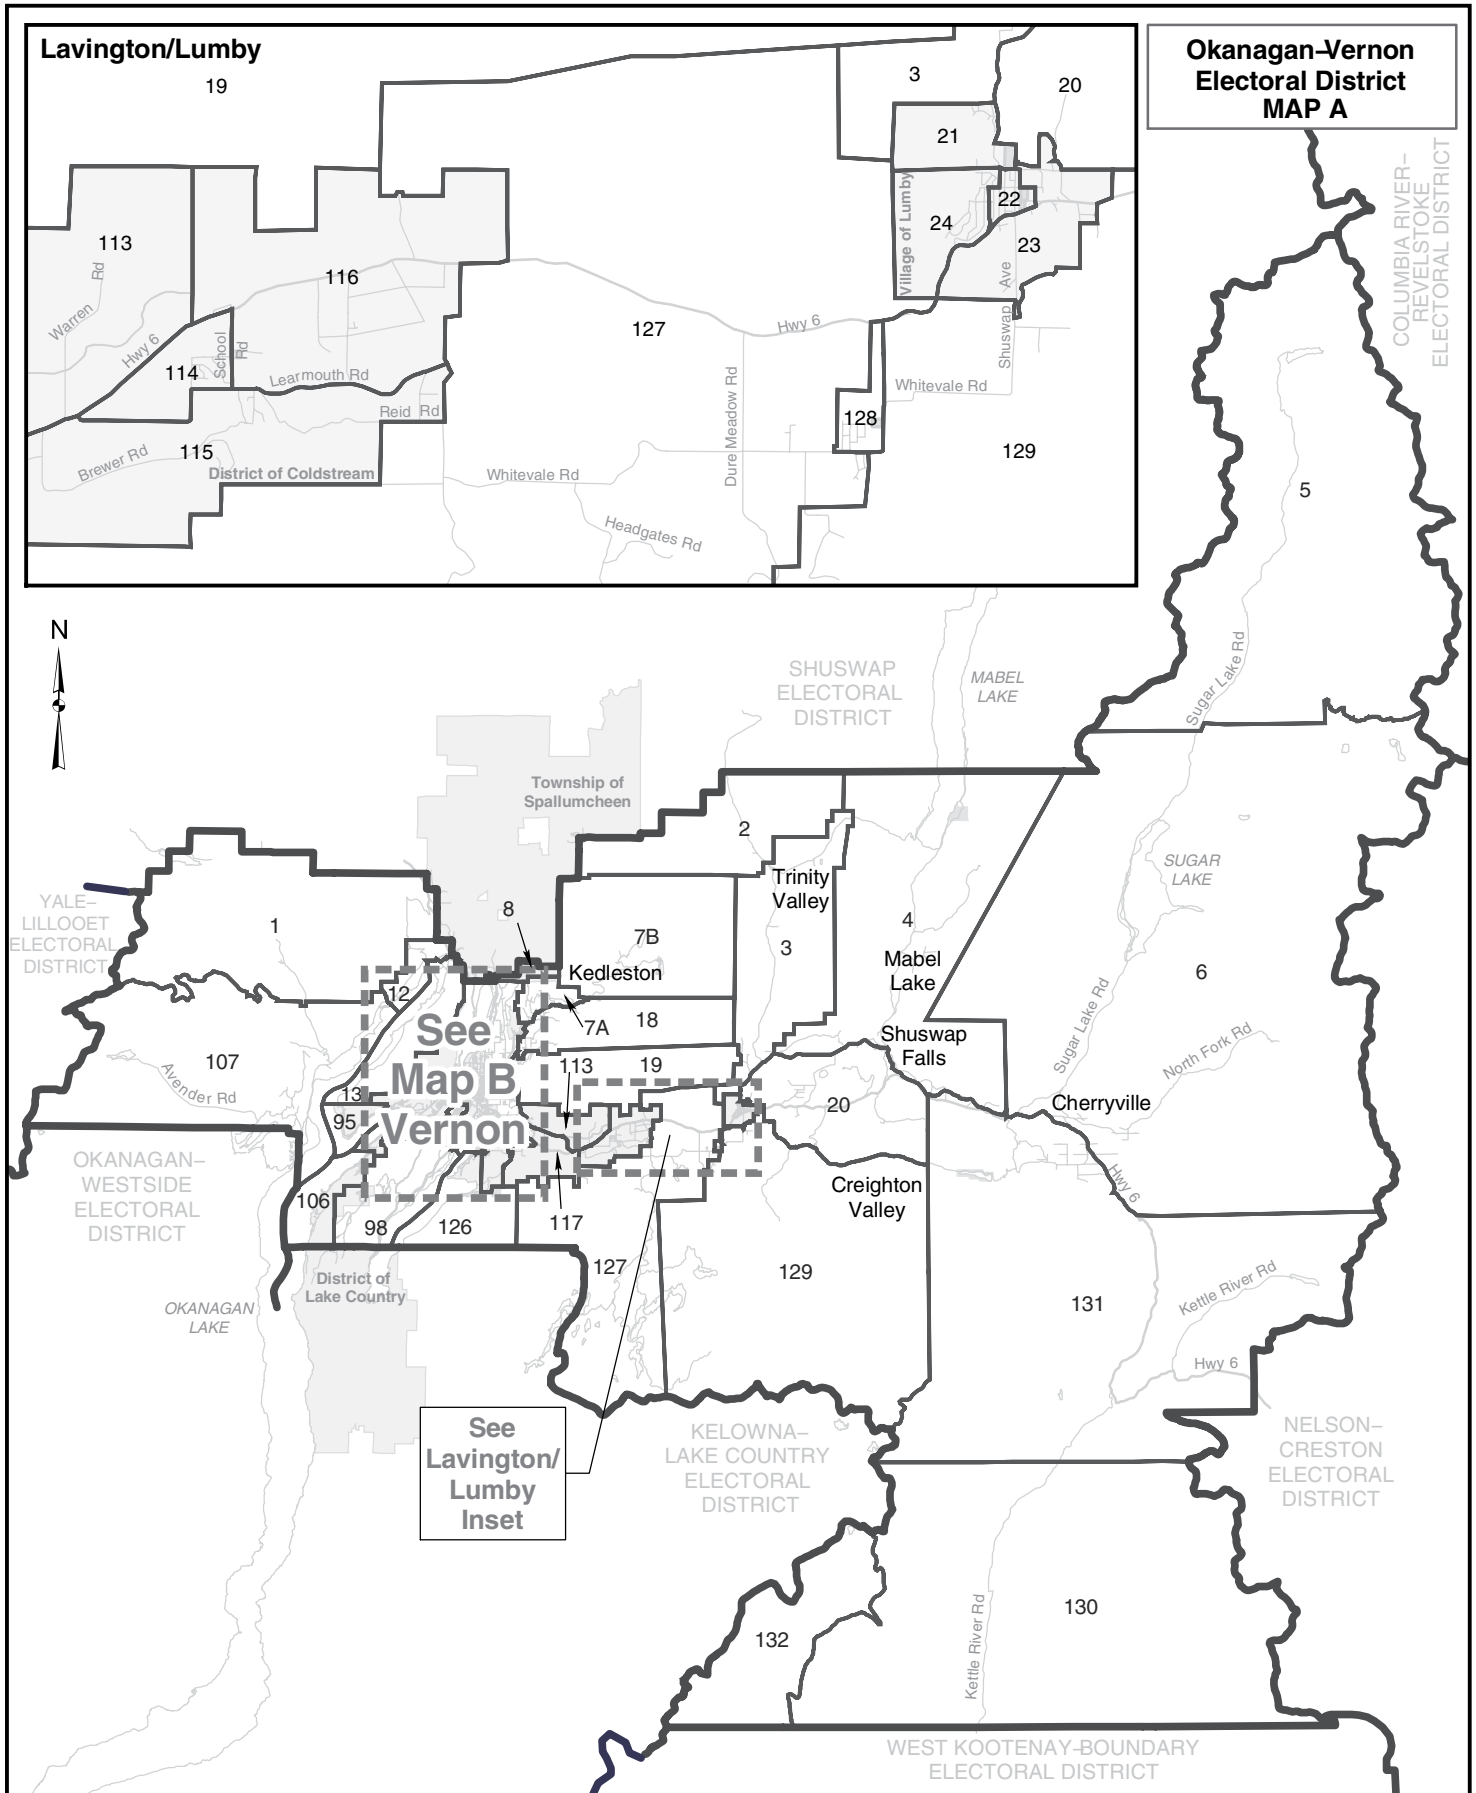 Lavington/Lumby
Okanagan–Vernon
Electoral District
MAP A
19
3
20
21
22
24
23
Village of Lumby
113
116
Warren
Rd
Hwy 6
School
Rd
114
Learmouth Rd
Reid Rd
115
Brewer Rd
District of Coldstream
127
Hwy 6
Dure Meadow Rd
Shuswap Ave
Whitevale Rd
128
129
Whitevale Rd
Headgates Rd
COLUMBIA RIVER–
REVELSTOKE
ELECTORAL DISTRICT
5
Sugar Lake Rd
N
SHUSWAP
ELECTORAL
DISTRICT
MABEL
LAKE
Township of
Spallumcheen
2
Trinity
Valley
SUGAR
LAKE
YALE–
LILLOOET
ELECTORAL
DISTRICT
1
8
7B
3
4
Kedleston
Mabel
Lake
6
12
7A
18
See
Map B
Vernon
Shuswap
Falls
Sugar Lake Rd
North Fork Rd
107
Avender Rd
113
19
13
95
20
Cherryville
OKANAGAN–
WESTSIDE
ELECTORAL
DISTRICT
Hwy 6
106
98
126
117
Creighton
Valley
127
129
131
Kettle River Rd
Hwy 6
District of
Lake Country
OKANAGAN
LAKE
See
Lavington/
Lumby
Inset
KELOWNA–
LAKE COUNTRY
ELECTORAL
DISTRICT
NELSON–
CRESTON
ELECTORAL
DISTRICT
132
130
Kettle River Rd
WEST KOOTENAY–BOUNDARY
ELECTORAL DISTRICT